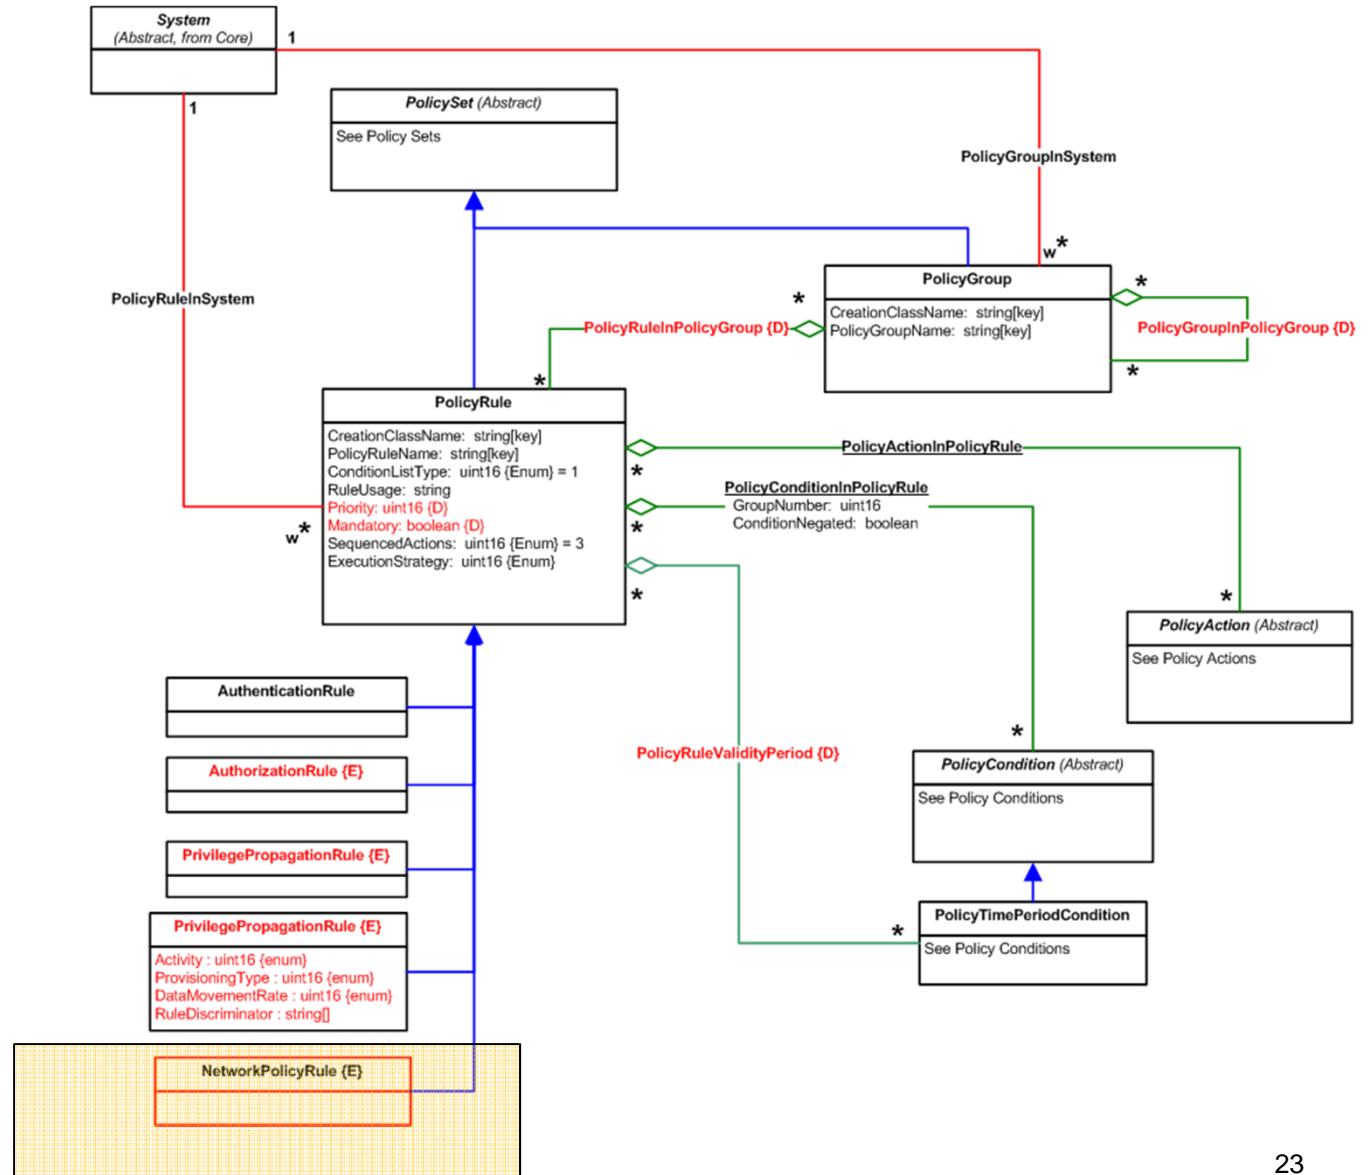 System
(Abstract, from Core)
1
1
PolicySet (Abstract)
See Policy Sets
PolicyGroupInSystem
w*
PolicyRuleInSystem
PolicyGroup
CreationClassName: string[key]
PolicyGroupName: string[key]
*
*
PolicyGroupInPolicyGroup {D}
*
PolicyRuleInPolicyGroup {D}
*
PolicyRule
CreationClassName: string[key]
PolicyRuleName: string[key]
ConditionListType: uint16 {Enum} = 1
RuleUsage: string
Priority: uint16 {D}
Mandatory: boolean {D}
SequencedActions: uint16 {Enum} = 3
ExecutionStrategy: uint16 {Enum}
w*
PolicyActionInPolicyRule
*
PolicyConditionInPolicyRule
GroupNumber: uint16
ConditionNegated: boolean
*
*
*
PolicyAction (Abstract)
See Policy Actions
AuthenticationRule
AuthorizationRule {E}
PrivilegePropagationRule {E}
PrivilegePropagationRule {E}
Activity : uint16 {enum}
ProvisioningType : uint16 {enum}
DataMovementRate : uint16 {enum}
RuleDiscriminator : string[]
NetworkPolicyRule {E}
PolicyRuleValidityPeriod {D}
*
PolicyCondition (Abstract)
See Policy Conditions
*
PolicyTimePeriodCondition
See Policy Conditions
23